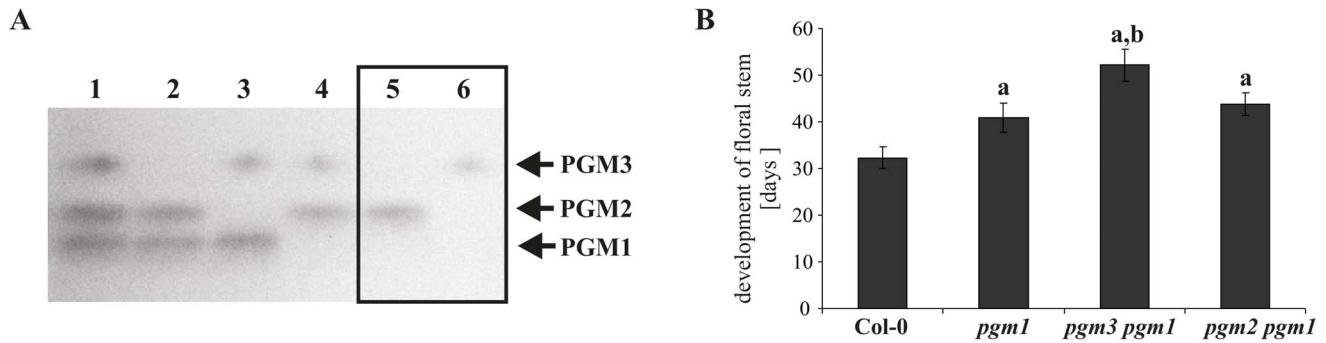 A
1 2 3 4 5 6
PGM3
PGM2
PGM1
B
development of floral stem
[days ]
60
50
40
30
20
10
0
a
a,b
a
Col-0 pgm1 pgm3 pgm1 pgm2 pgm1